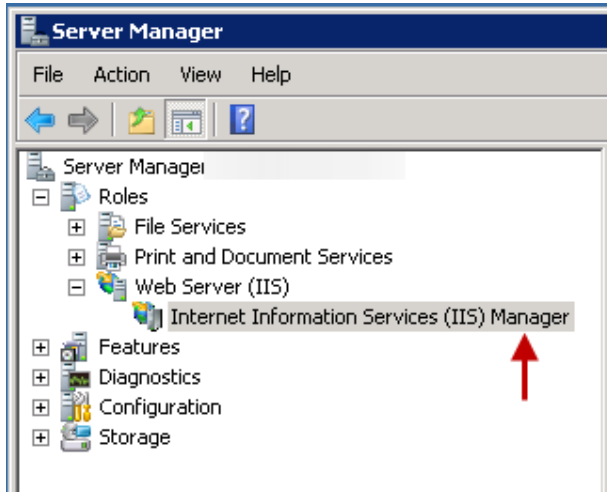 Server Manager
File Action View Help
Server Manager
Roles
File Services
Print and Document Services
Web Server (IIS)
Internet Information Services (IIS) Manager
Features
Diagnostics
Configuration
Storage